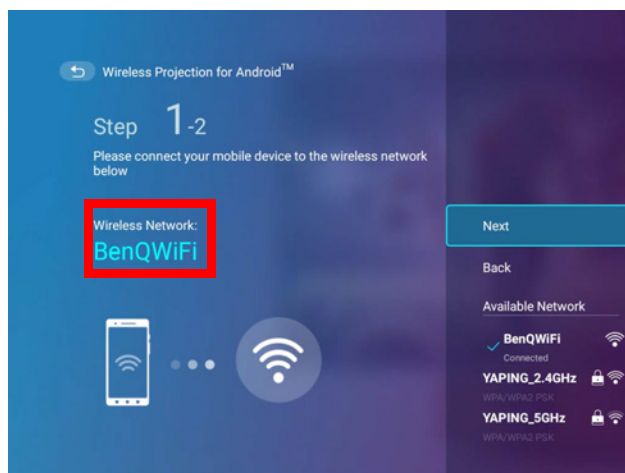 Wireless Projection for Android™
Step 1-2
Please connect your mobile device to the wireless network
below
Wireless Network:
BenQWiFi
Next
Back
Available Network
BenQWiFi
Connected
YAPING_2.4GHz
WPA/WPA2 PSK
YAPING_5GHz
WPA/WPA2 PSK